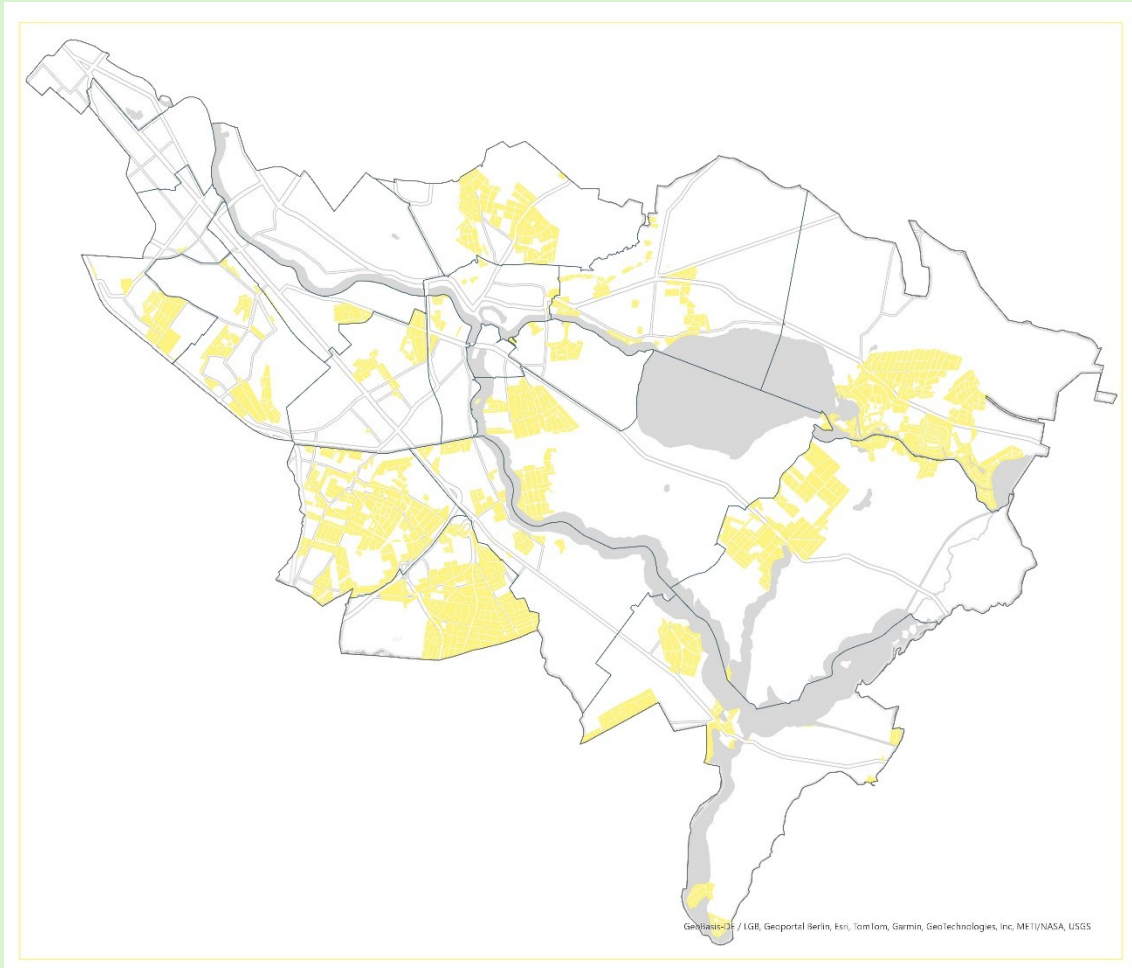 GeoBasis-DE / LGB, Geoportal Berlin, Esri, TomTom, Garmin, GeoTechnologies, Inc, METI/NASA, USGS